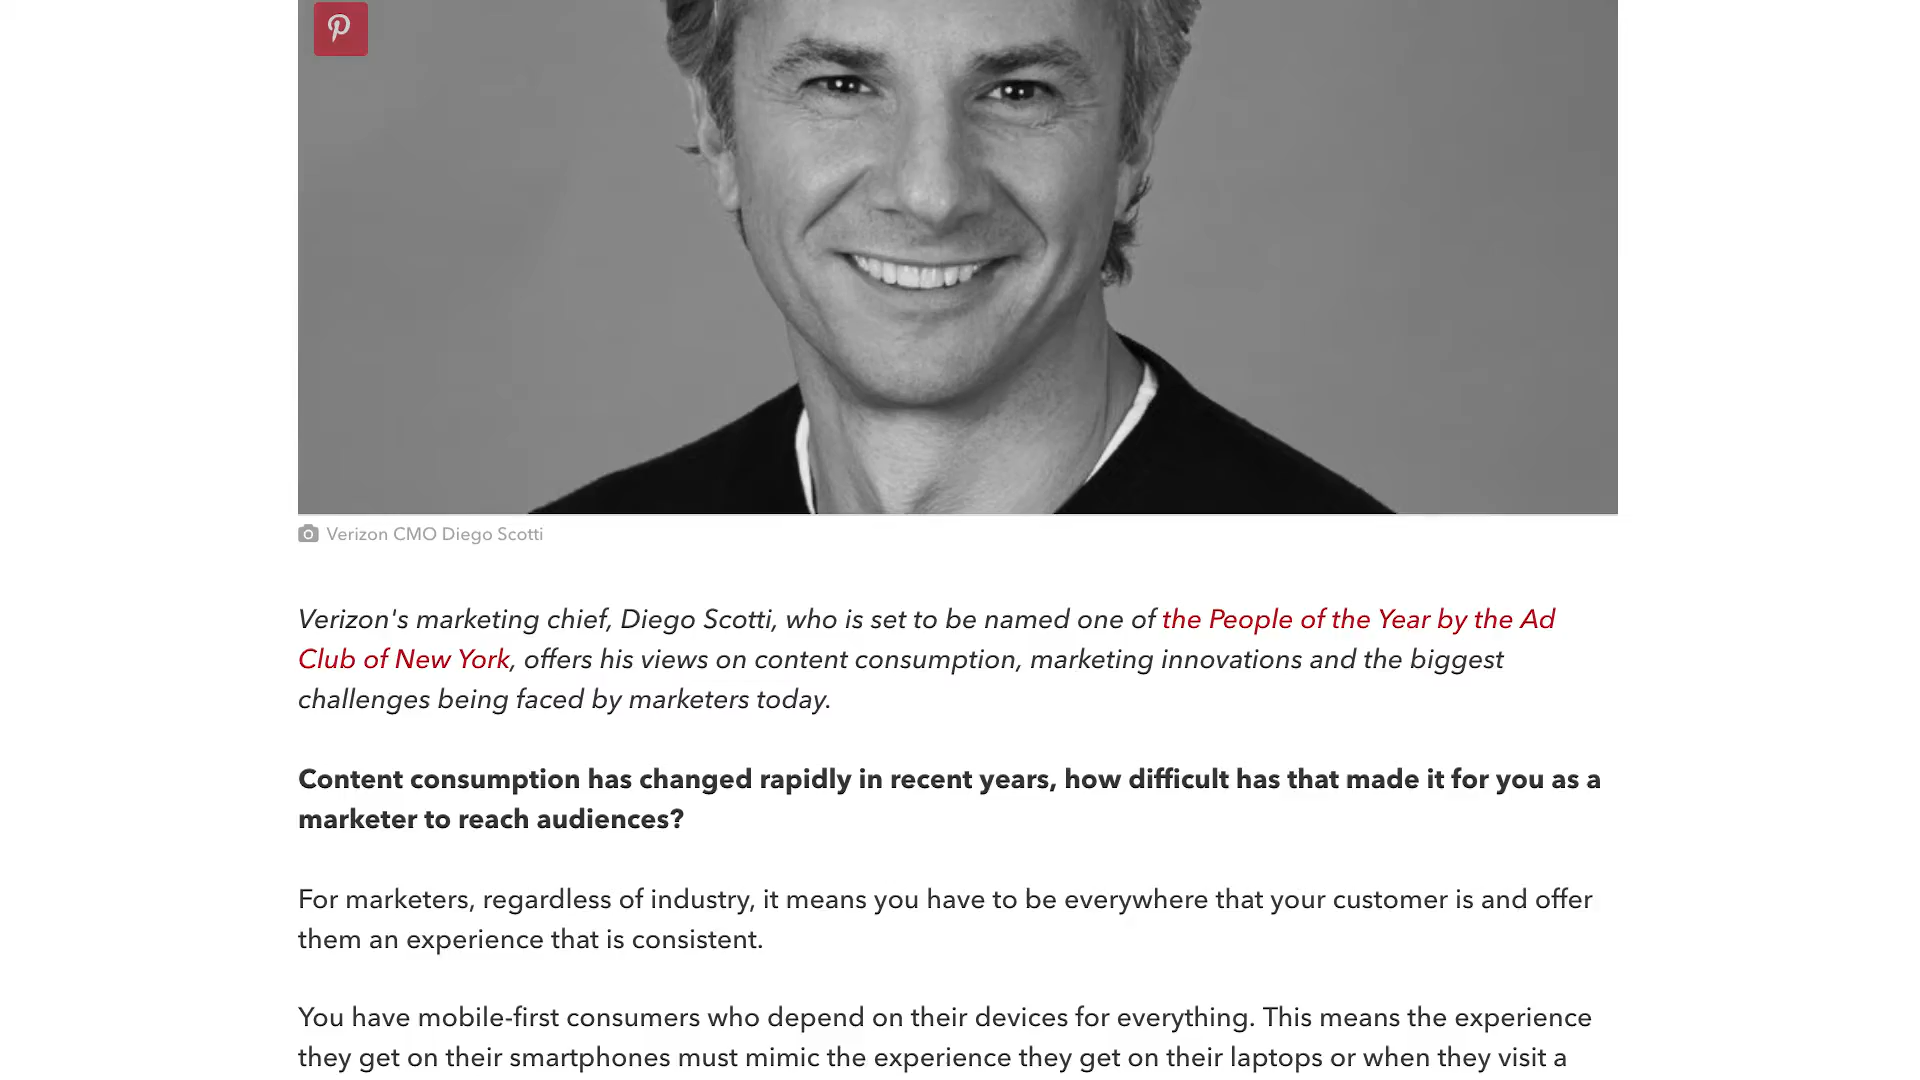 Verizon CMO Diego Scotti
Verizon's marketing chief, Diego Scotti, who is set to be named one of the People of the Year by the Ad
Club of New York, offers his views on content consumption, marketing innovations and the biggest
challenges being faced by marketers today.
Content consumption has changed rapidly in recent years, how difficult has that made it for you as a
marketer to reach audiences?
For marketers, regardless of industry, it means you have to be everywhere that your customer is and offer
them an experience that is consistent.
You have mobile-first consumers who depend on their devices for everything. This means the experience
they get on their smartphones must mimic the experience they get on their laptops or when they visit a